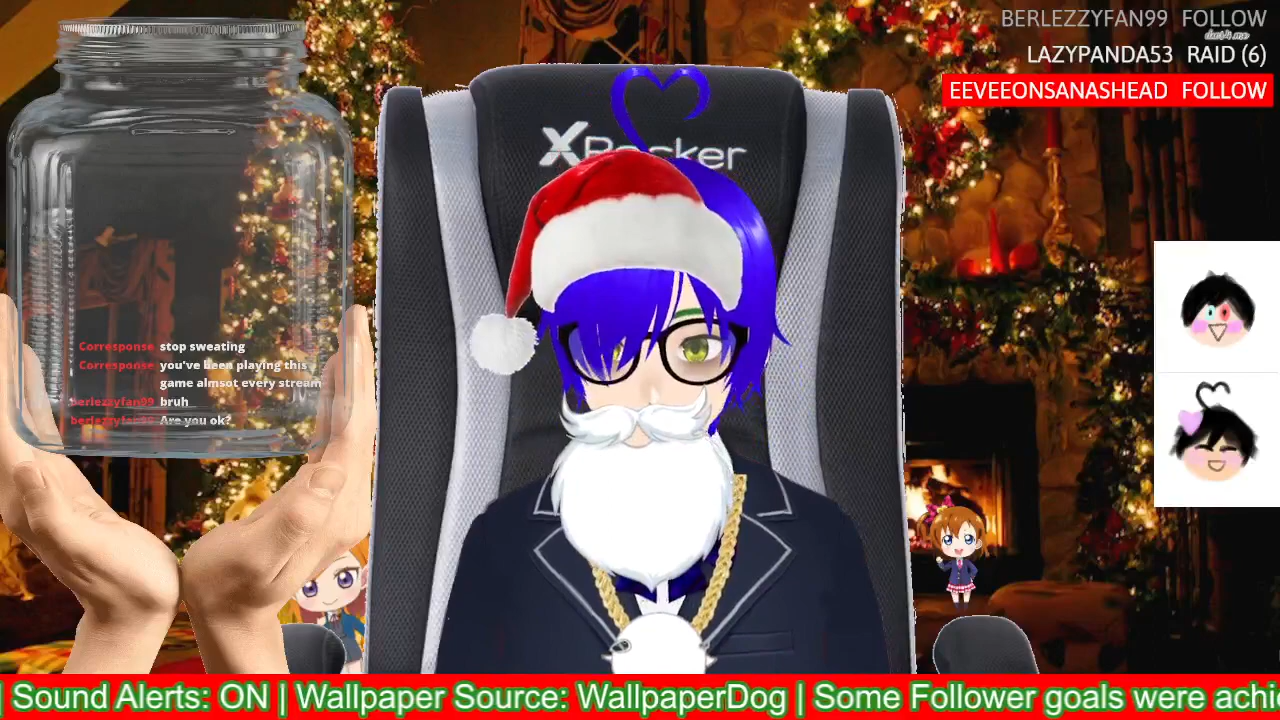 BERLEZZYFAN99 FOLLOW
LAZYPANDA53 RAID (6)
EEVEEONSANASHEAD FOLLOW
XRocker
Corresponse stop sweating
Corresponse you've been playing this
game almsot every stream
berlezzyfan99 bruh
berlezzyfan99 Are you ok?
| Sound Alerts: ON | Wallpaper Source: WallpaperDog | Some Follower goals were achi